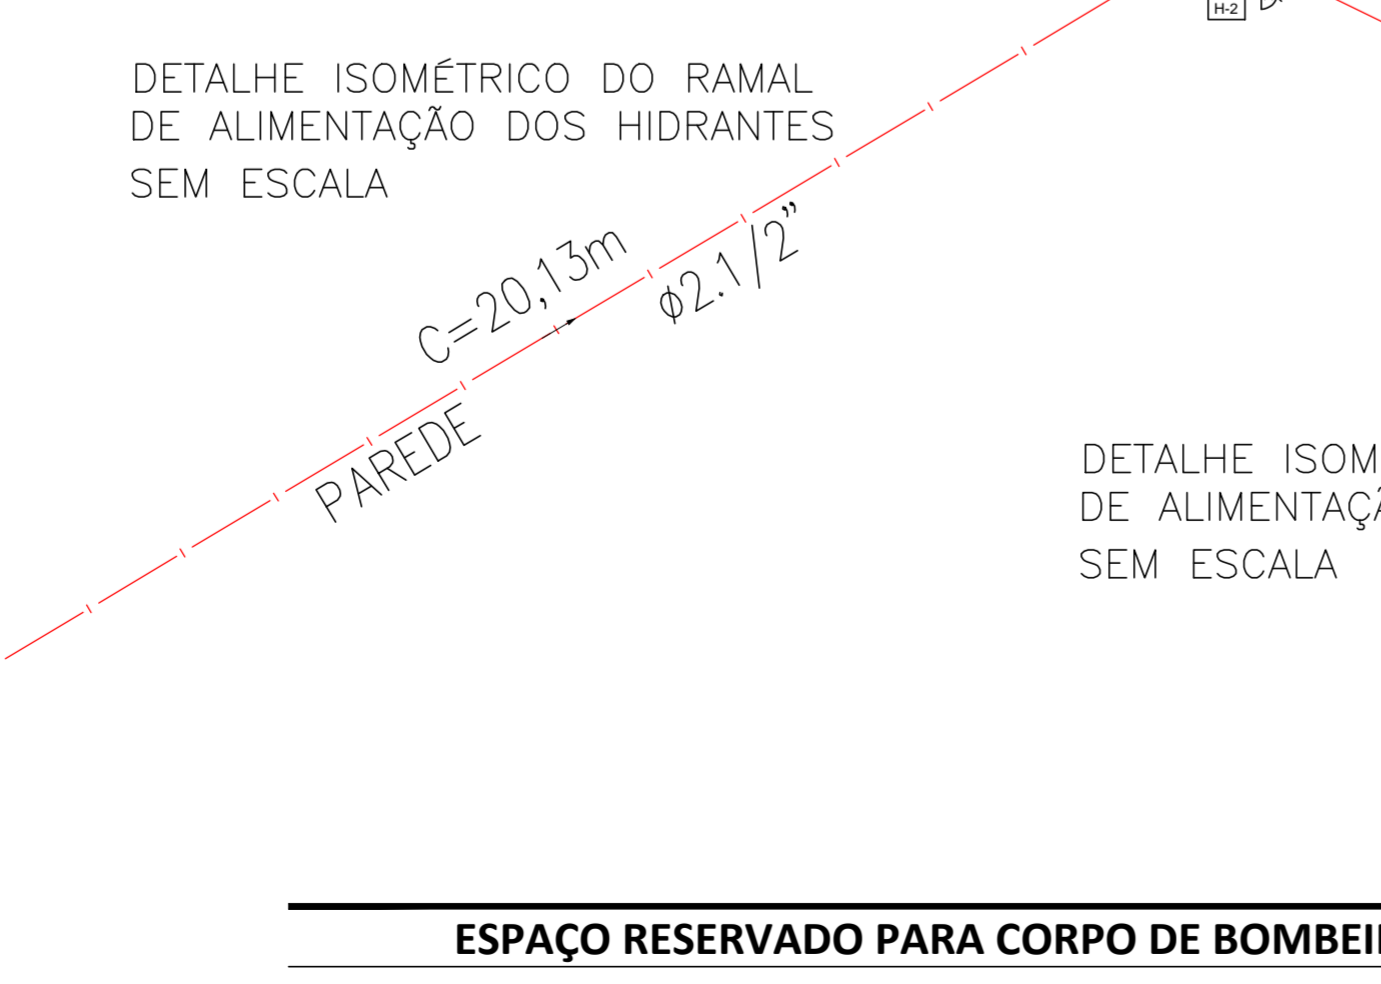 H-2
DETALHE ISOMÉTRICO DO RAMAL
DE ALIMENTAÇÃO DOS HIDRANTES
SEM ESCALA
C=20,13m
ϕ2.1/2”
PAREDE
DETALHE ISOM
DE ALIMENTAÇÃ
SEM ESCALA
ESPAÇO RESERVADO PARA CORPO DE BOMBEI